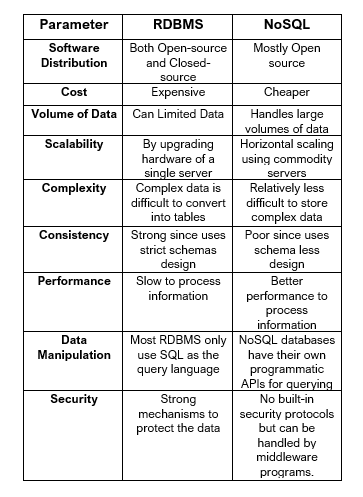 Parameter RDBMS NoSQL
Software Both Open-source Mostly Open
Distribution and Closed- source
source
Cost Expensive Cheaper
Volume of Data Can Limited Data Handles large
volumes of data
Scalability By upgrading Horizontal scaling
hardware of a using commodity
single server servers
Complexity Complex data is Relatively less
difficult to convert difficult to store
into tables complex data
Consistency Strong since uses Poor since uses
strict schemas schema less
design design
Performance Slow to process Better
information performance to
process
information
Data Most RDBMS only NoSQL databases
Manipulation use SQL as the have their own
query language programmatic
APIs for querying
Security Strong No built-in
mechanisms to security protocols
protect the data but can be
handled by
middleware
programs.